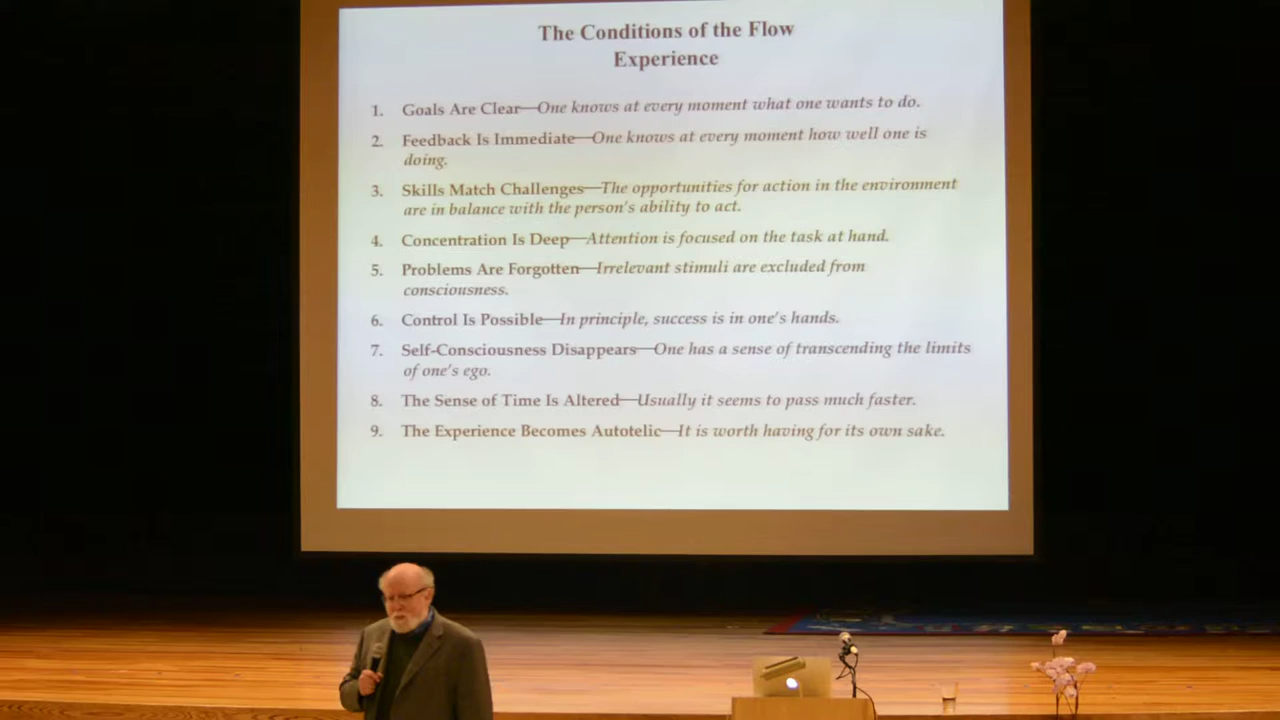 The Conditions of the Flow
Experience
1. Goals Are Clear—One knows at every moment what one wants to do.
2. Feedback Is Immediate—One knows at every moment how well one is
doing.
3. Skills Match Challenges—The opportunities for action in the environment
are in balance with the person's ability to act.
4. Concentration Is Deep—Attention is focused on the task at hand.
5. Problems Are Forgotten—Irrelevant stimuli are excluded from
consciousness.
6. Control Is Possible—In principle, success is in one's hands.
7. Self-Consciousness Disappears—One has a sense of transcending the limits
of one's ego.
8. The Sense of Time Is Altered—Usually it seems to pass much faster.
9. The Experience Becomes Autotelic—It is worth having for its own sake.